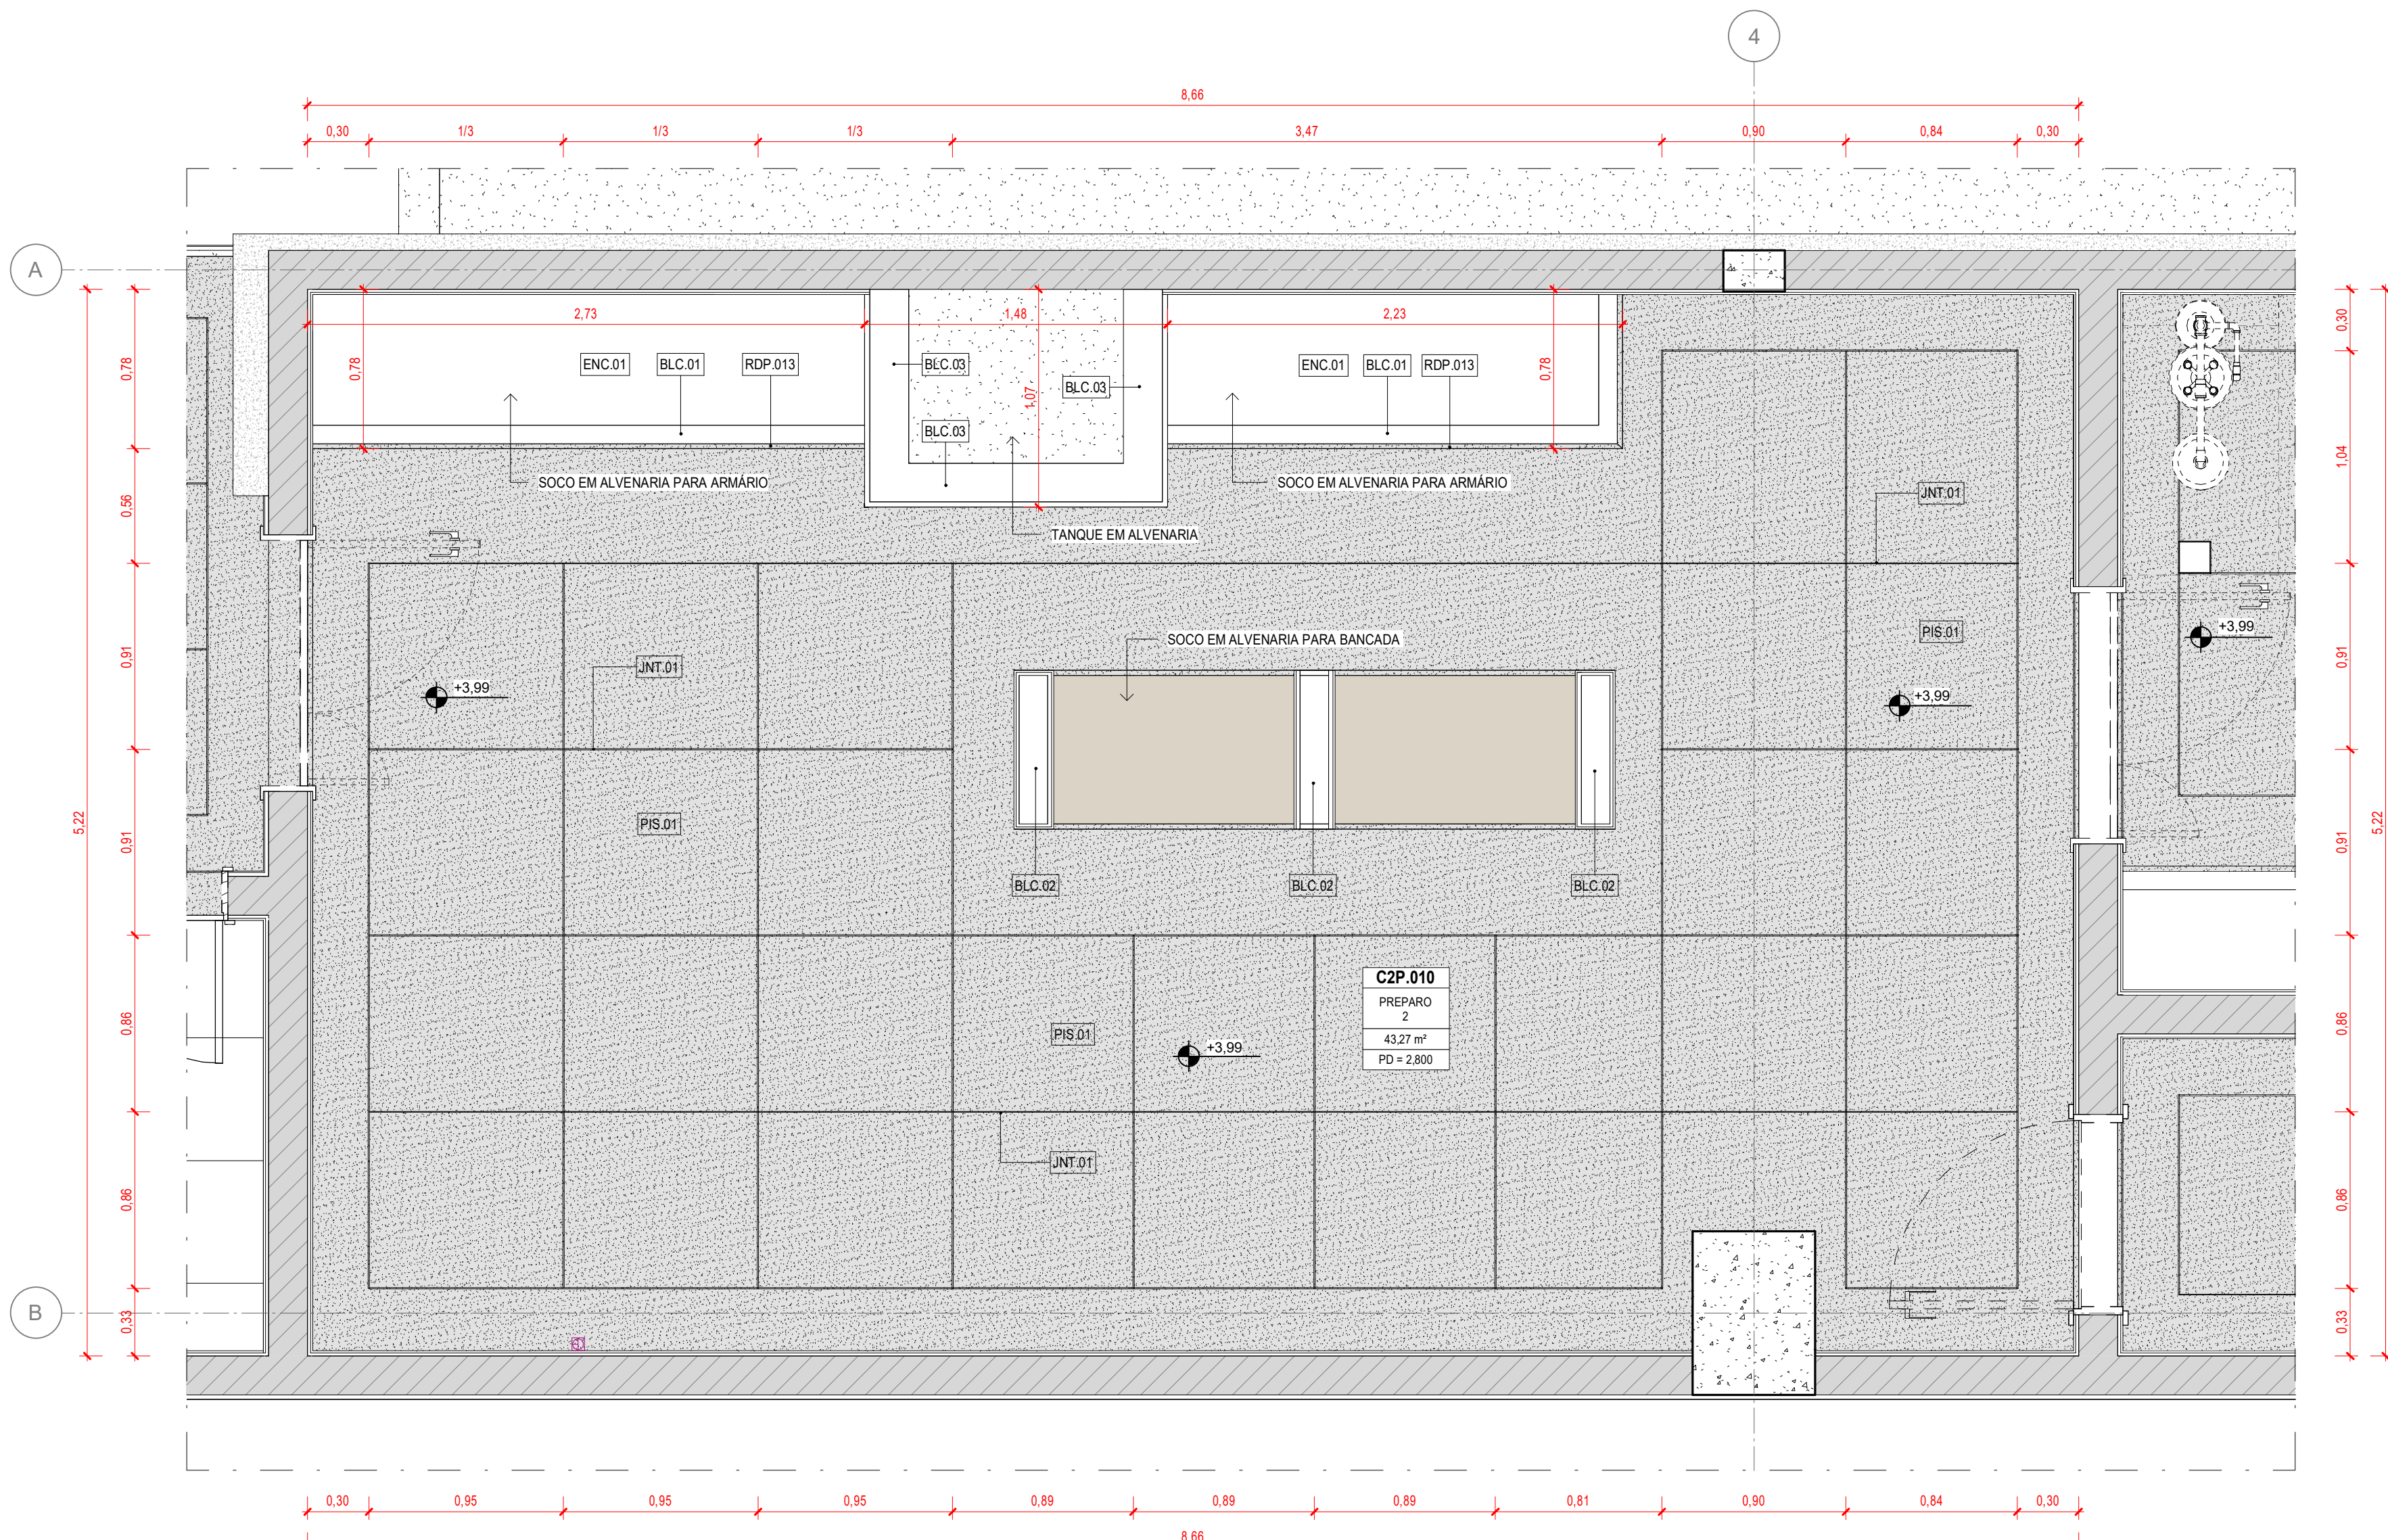 4
8,66
0,30
1/3
1/3
1/3
3,47
0,90
0,84
0,30
A
2,73
1,48
2,23
0,78
0,78
1,07
0,78
0,30
ENC.01
BLC.01
RDP.013
BLC.03
BLC.03
BLC.03
ENC.01
BLC.01
RDP.013
SOCO EM ALVENARIA PARA ARMÁRIO
SOCO EM ALVENARIA PARA ARMÁRIO
TANQUE EM ALVENARIA
JNT.01
0,56
1,04
SOCO EM ALVENARIA PARA BANCADA
PIS.01
+3,99
JNT.01
+3,99
+3,99
0,91
0,91
5,22
5,22
PIS.01
0,91
0,91
BLC.02
BLC.02
BLC.02
C2P.010
PREPARO
2
43,27 m²
PD = 2,800
PIS.01
+3,99
0,86
0,86
JNT.01
0,86
0,86
B
0,33
0,33
0,30
0,95
0,95
0,95
0,89
0,89
0,89
0,81
0,90
0,84
0,30
8,66